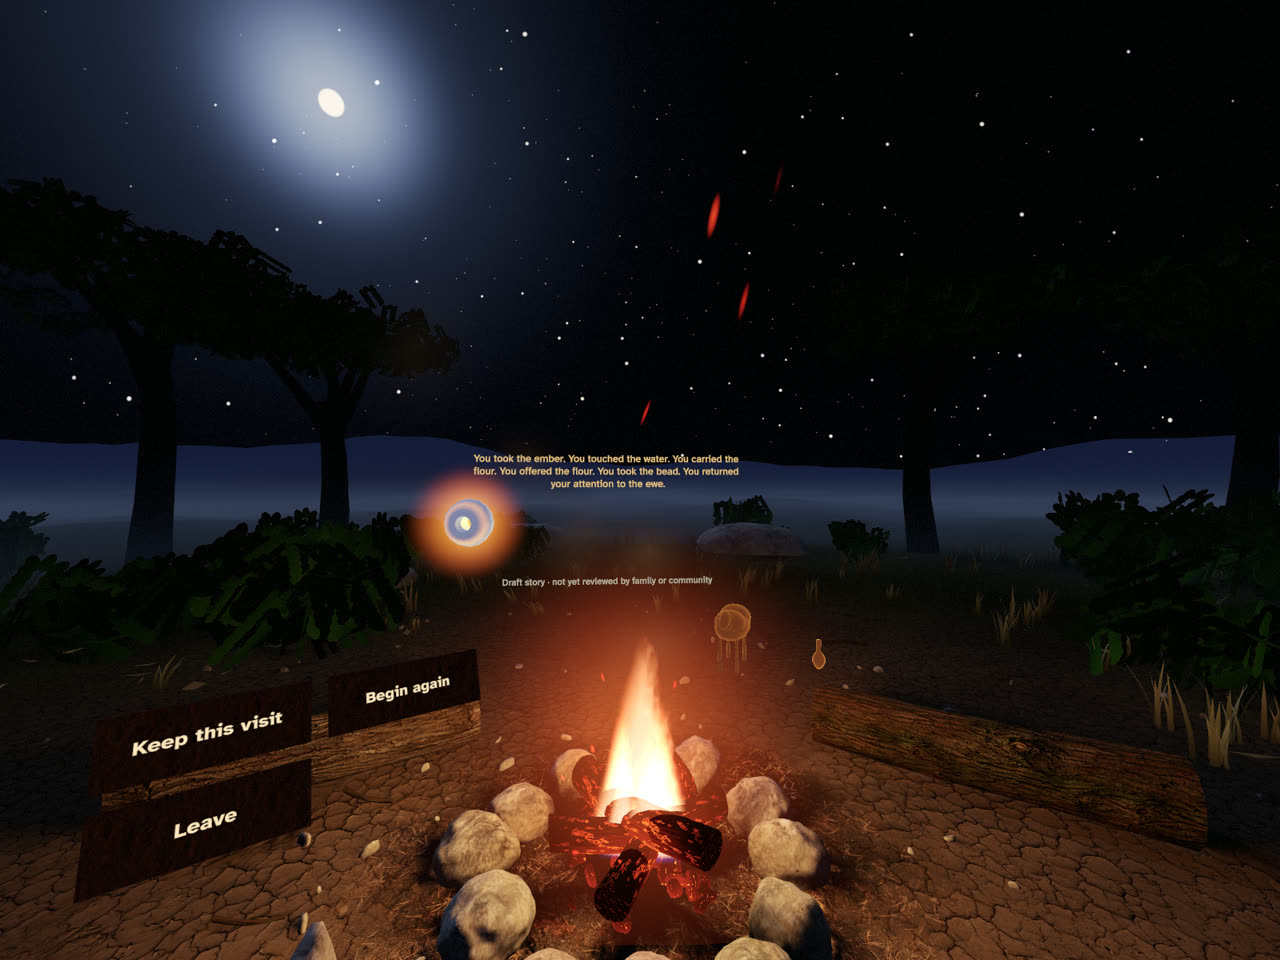 You took the ember. You touched the water. You carried the
flour. You offered the flour. You took the bead. You returned
your attention to the ewe.
Draft story · not yet reviewed by family or community
Begin again
Keep this visit
Leave